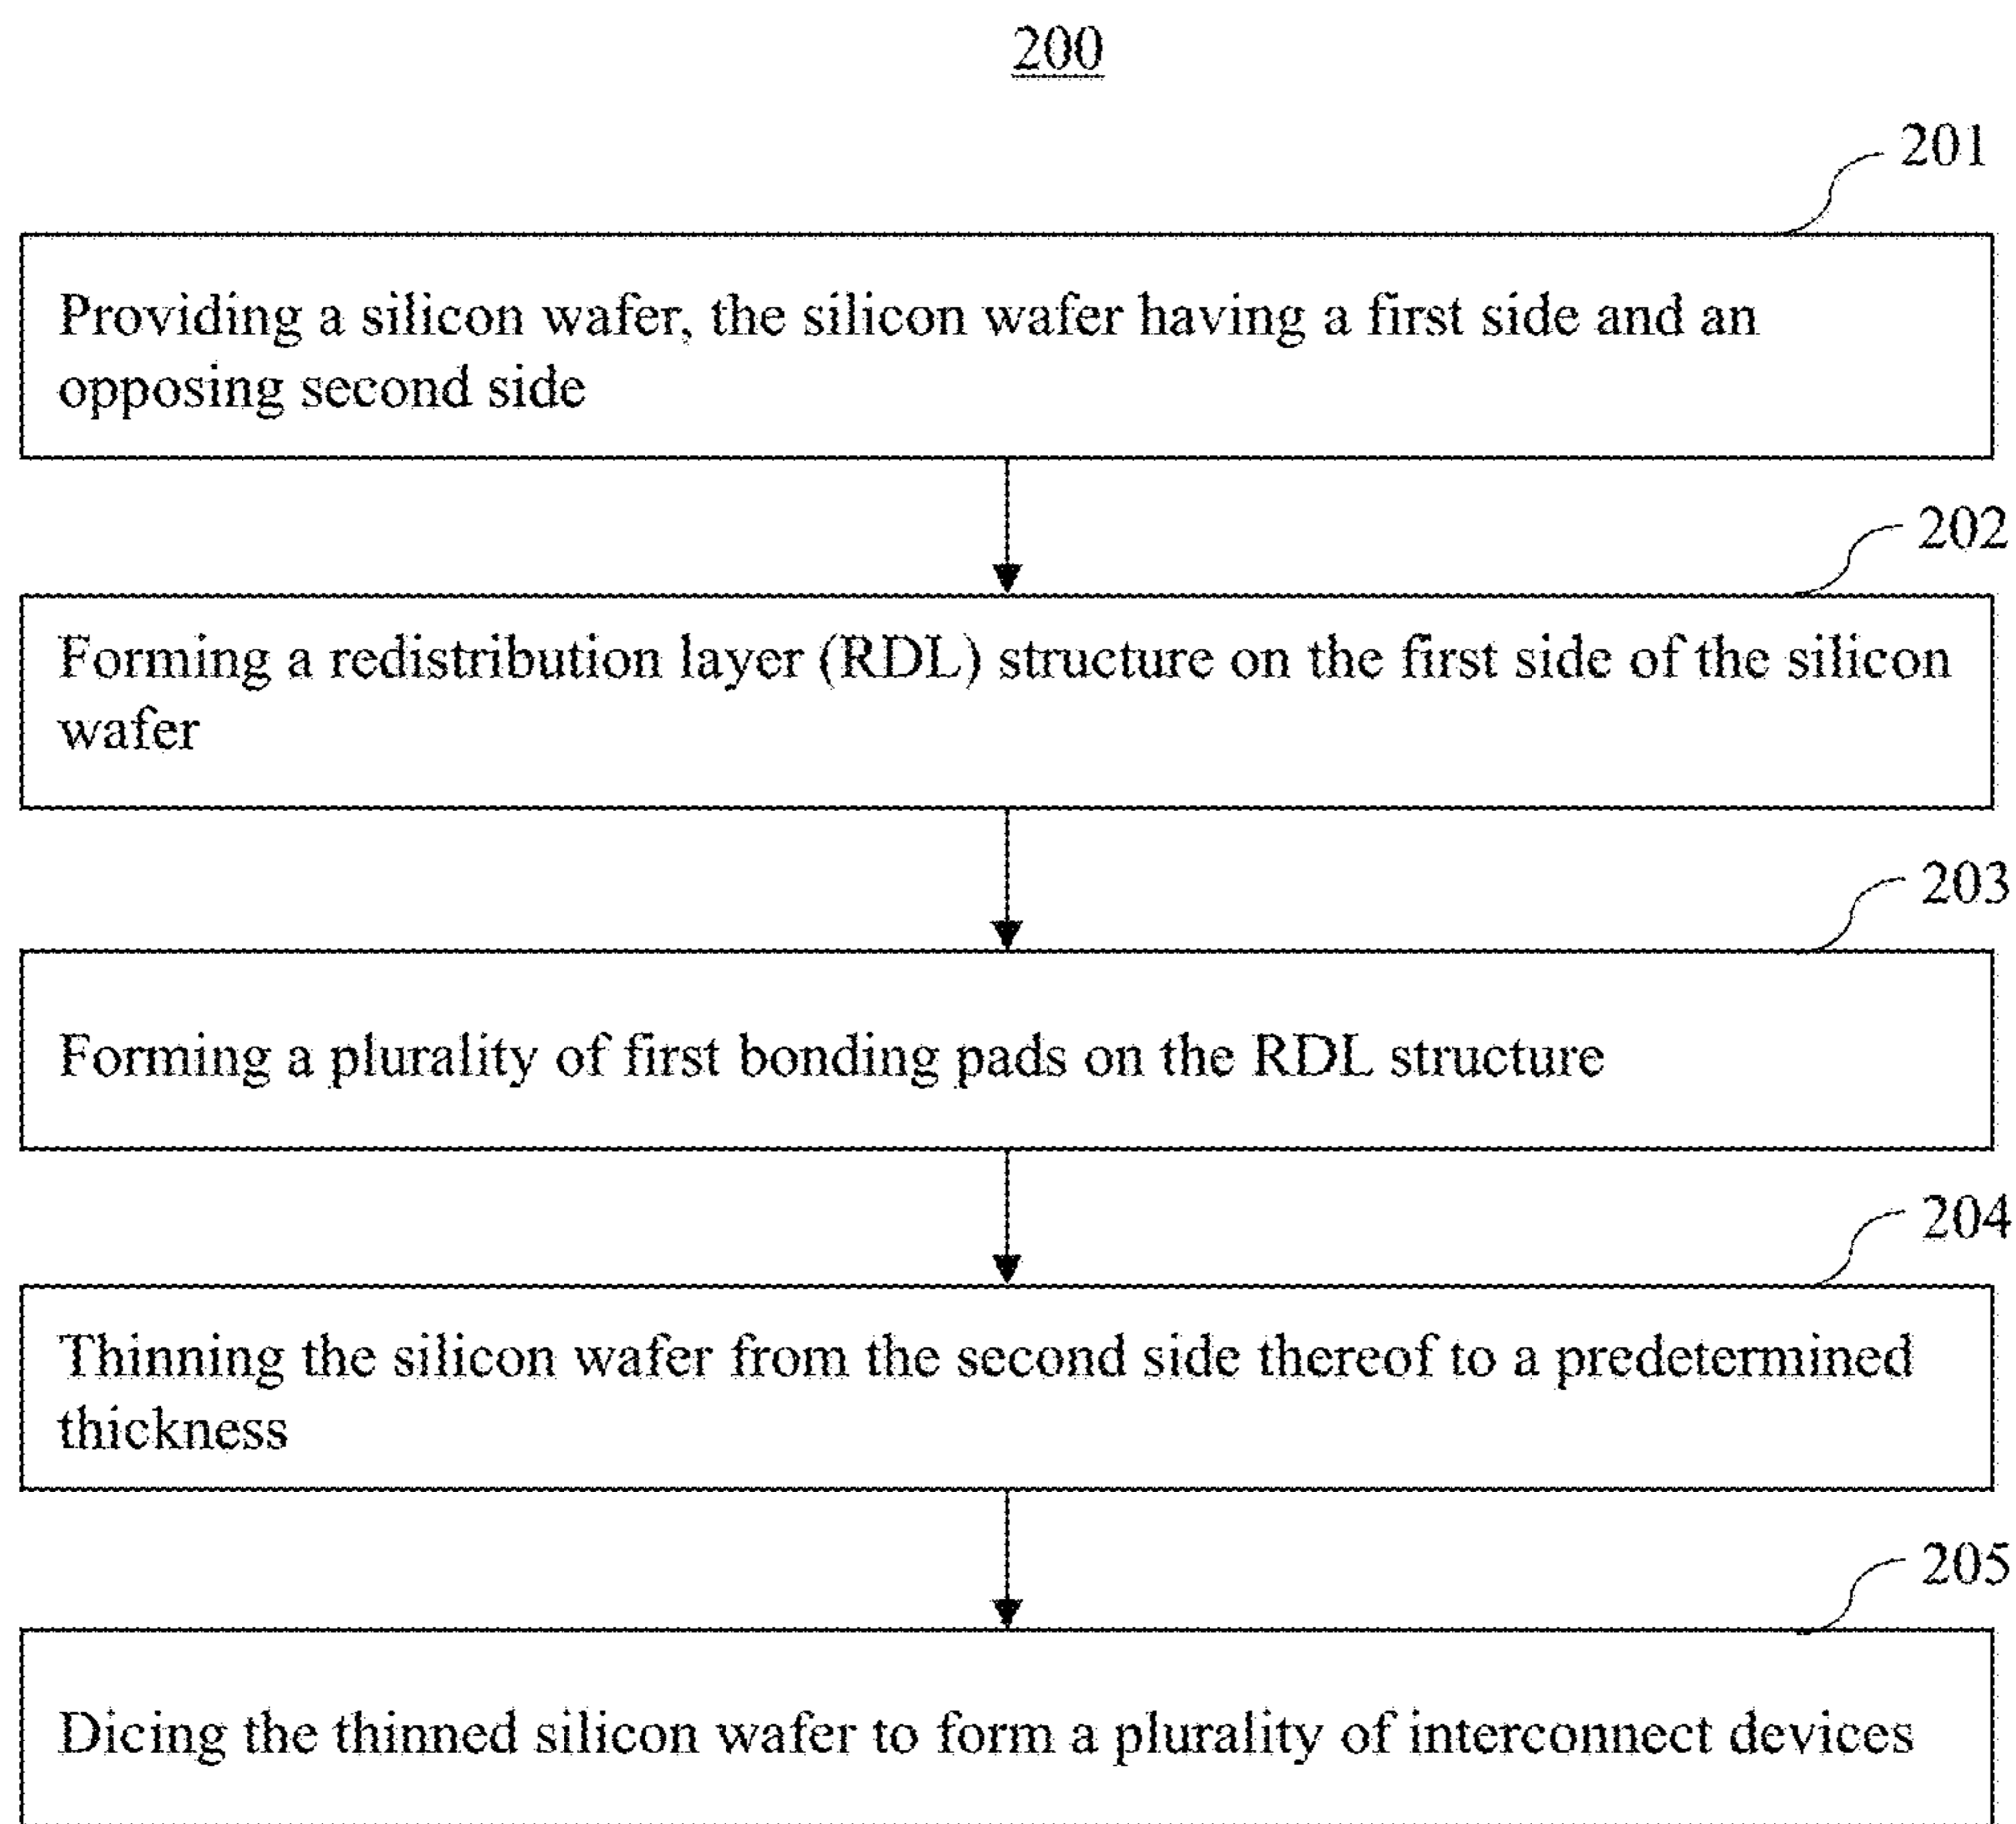 200
201
Providing a silicon wafer, the silicon wafer having a first side and an
opposing second side
202
Forming a redistribution layer (RDL) structure on the first side of the silicon
wafer
203
Forming a plurality of first bonding pads on the RDL structure
204
Thinning the silicon wafer from the second side thereof to a predetermined
thickness
205
Dicing the thinned silicon wafer to form a plurality of interconnect devices